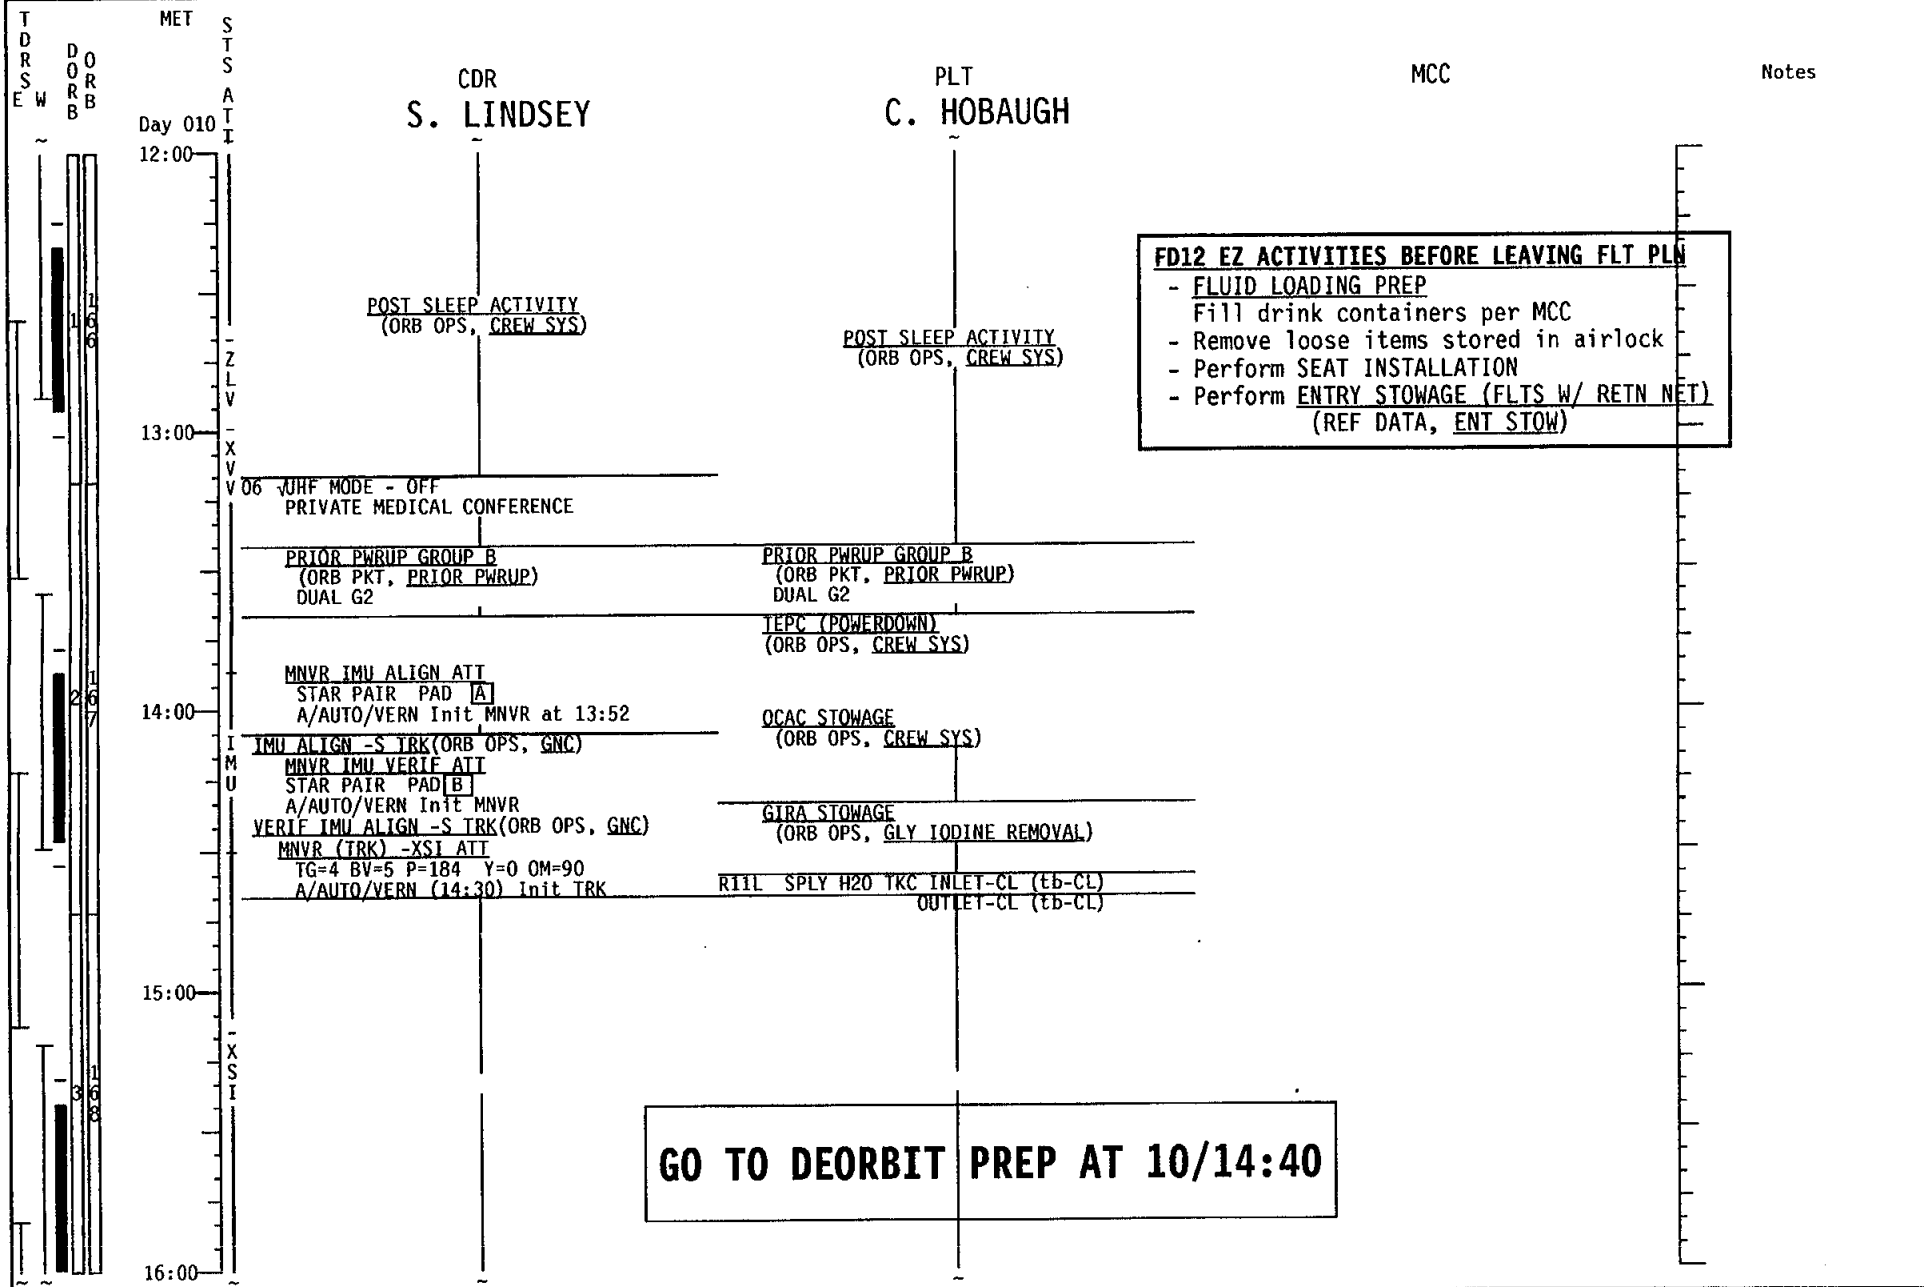 TDRS
E W
DORB
ORB
MET
STS ATT
CDR
S. LINDSEY
PLT
C. HOBAUGH
MCC
Notes
Day 010
12:00
FD12 EZ ACTIVITIES BEFORE LEAVING FLT PLN
- FLUID LOADING PREP
Fill drink containers per MCC
- Remove loose items stored in airlock
- Perform SEAT INSTALLATION
- Perform ENTRY STOWAGE (FLTS W/ RETN NET)
(REF DATA, ENT STOW)
POST SLEEP ACTIVITY
(ORB OPS, CREW SYS)
POST SLEEP ACTIVITY
(ORB OPS, CREW SYS)
1
166
-ZLV
13:00
-XVV
06 √UHF MODE - OFF
PRIVATE MEDICAL CONFERENCE
PRIOR PWRUP GROUP B
(ORB PKT, PRIOR PWRUP)
DUAL G2
PRIOR PWRUP GROUP B
(ORB PKT, PRIOR PWRUP)
DUAL G2
TEPC (POWERDOWN)
(ORB OPS, CREW SYS)
2
167
MNVR IMU ALIGN ATT
STAR PAIR PAD A
A/AUTO/VERN Init MNVR at 13:52
14:00
OCAC STOWAGE
(ORB OPS, CREW SYS)
IMU
IMU ALIGN -S TRK(ORB OPS, GNC)
MNVR IMU VERIF ATT
STAR PAIR PAD B
A/AUTO/VERN Init MNVR
VERIF IMU ALIGN -S TRK(ORB OPS, GNC)
MNVR (TRK) -XSI ATT
TG=4 BV=5 P=184 Y=0 OM=90
A/AUTO/VERN (14:30) Init TRK
GIRA STOWAGE
(ORB OPS, GLY IODINE REMOVAL)
R11L SPLY H2O TKC INLET-CL (tb-CL)
OUTLET-CL (tb-CL)
15:00
-XSI
3
168
GO TO DEORBIT PREP AT 10/14:40
16:00